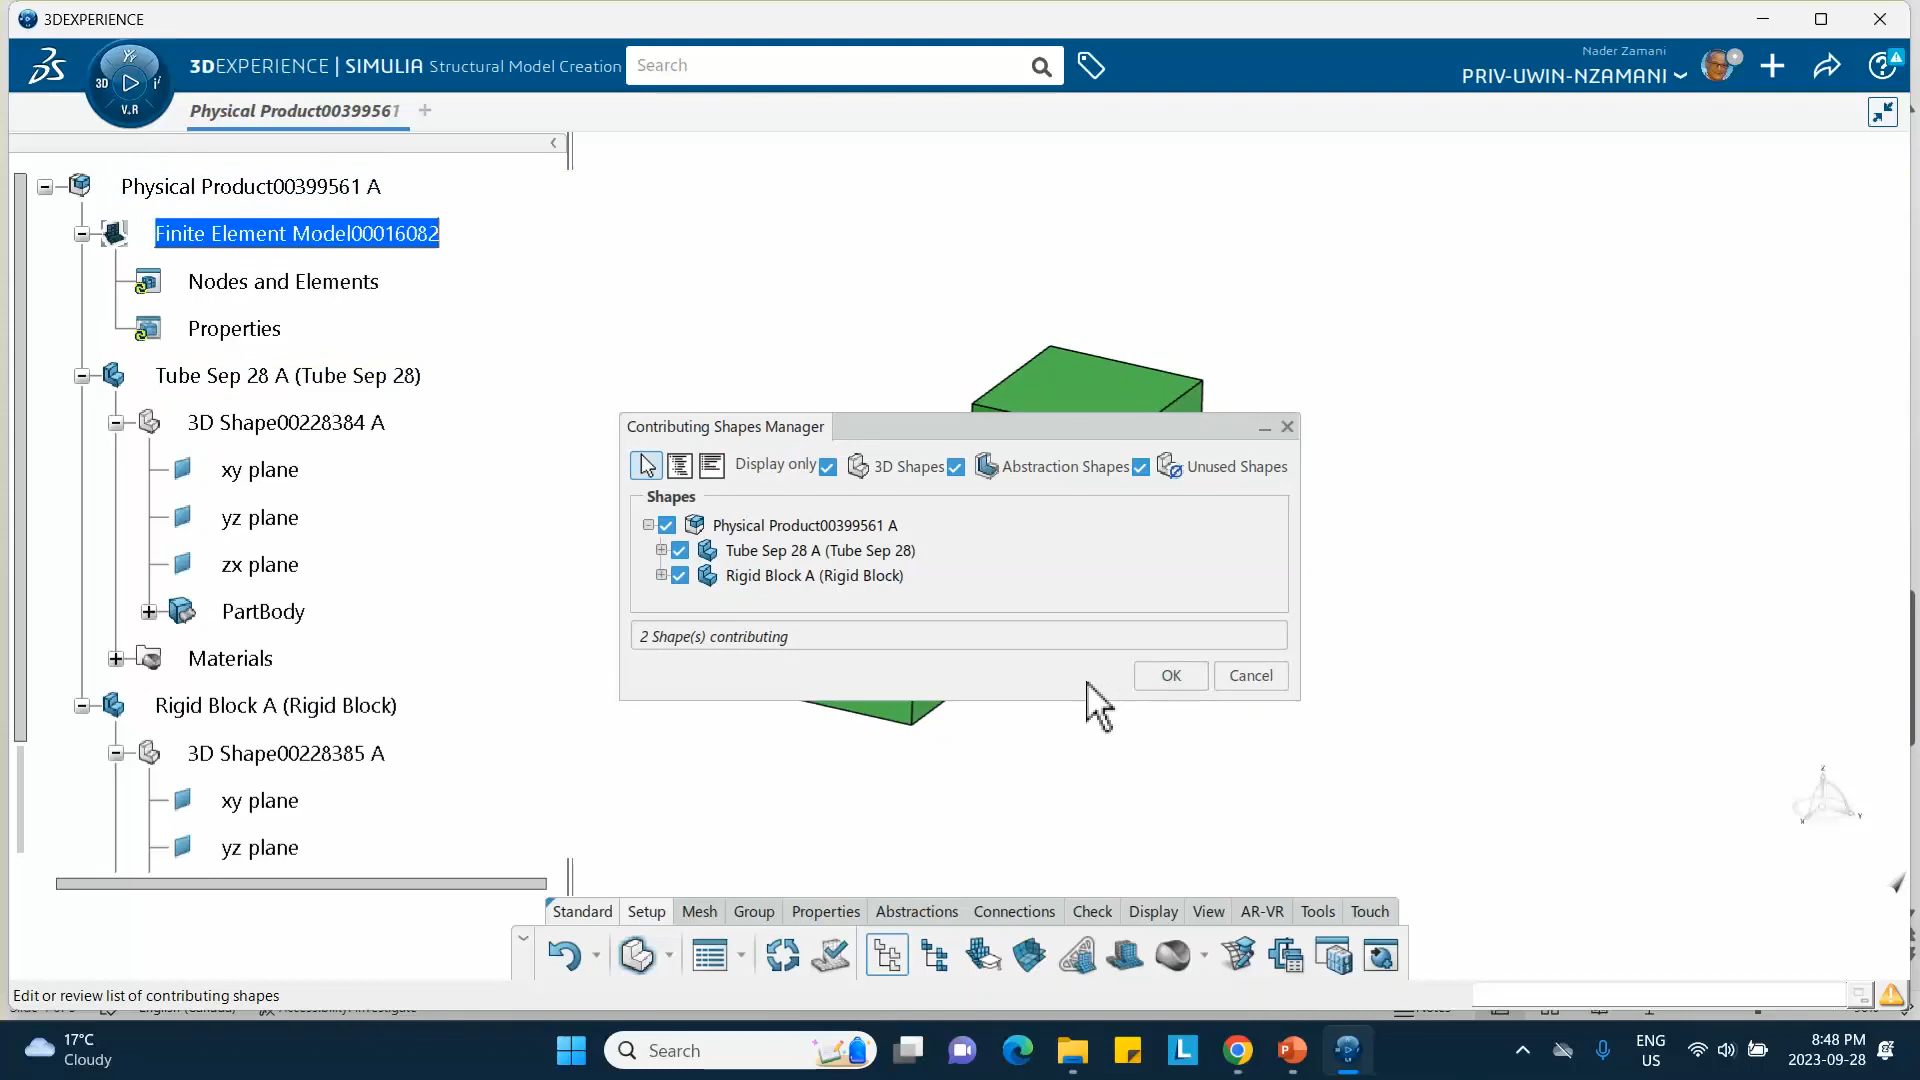 3DEXPERIENCE
3DEXPERIENCE | SIMULIA Structural Model Creation
Search
Nader Zamani
PRIV-UWIN-NZAMANI
3D
V.R
Physical Product00399561
Physical Product00399561 A
Finite Element Model00016082
Nodes and Elements
Properties
Tube Sep 28 A (Tube Sep 28)
3D Shape00228384 A
xy plane
yz plane
zx plane
PartBody
Materials
Rigid Block A (Rigid Block)
3D Shape00228385 A
xy plane
yz plane
Contributing Shapes Manager
Display only 3D Shapes Abstraction Shapes Unused Shapes
Shapes
Physical Product00399561 A
Tube Sep 28 A (Tube Sep 28)
Rigid Block A (Rigid Block)
2 Shape(s) contributing
OK Cancel
Standard Setup Mesh Group Properties Abstractions Connections Check Display View AR-VR Tools Touch
Edit or review list of contributing shapes
17°C
Cloudy
Search
ENG
US
8:48 PM
2023-09-28